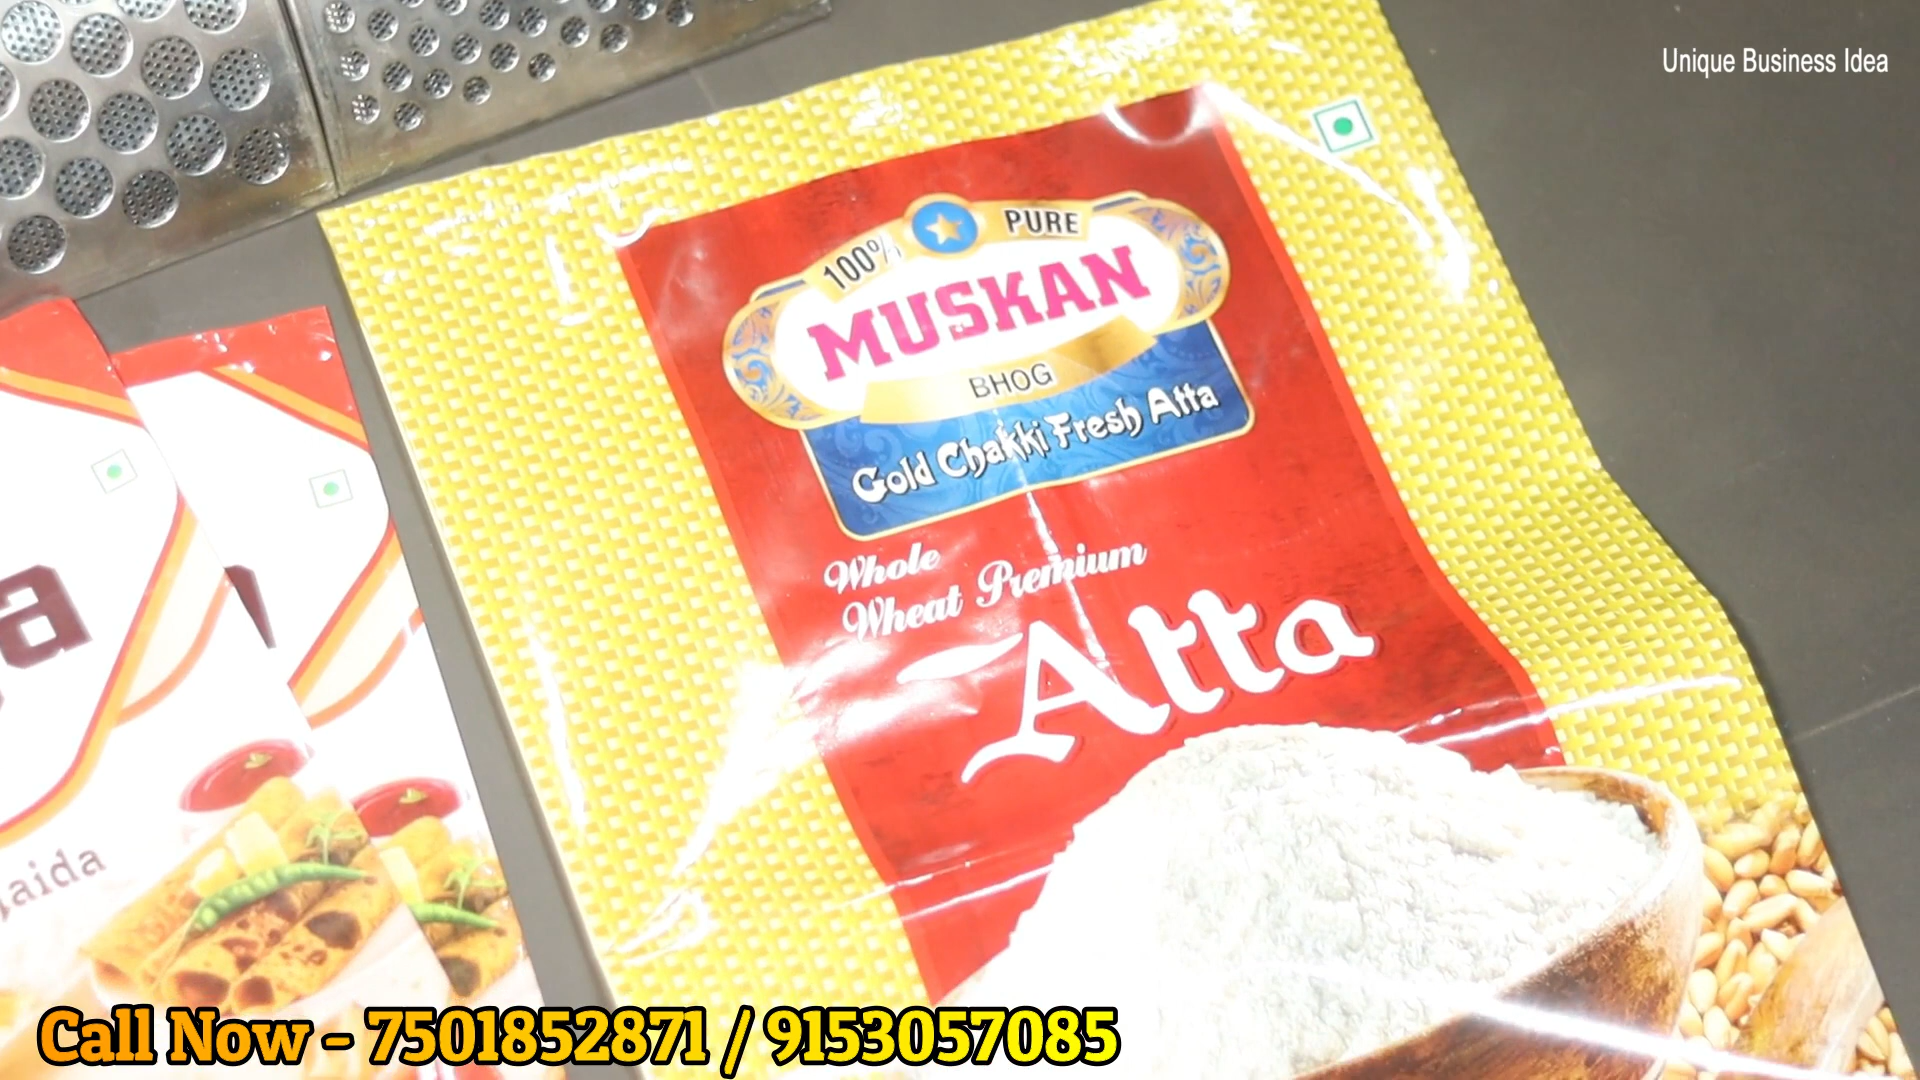 Unique Business Idea
100% PURE
MUSKAN
BHOG
Gold Chakki Fresh Atta
Whole
Wheat Premium
Atta
Call Now - 7501852871 / 9153057085